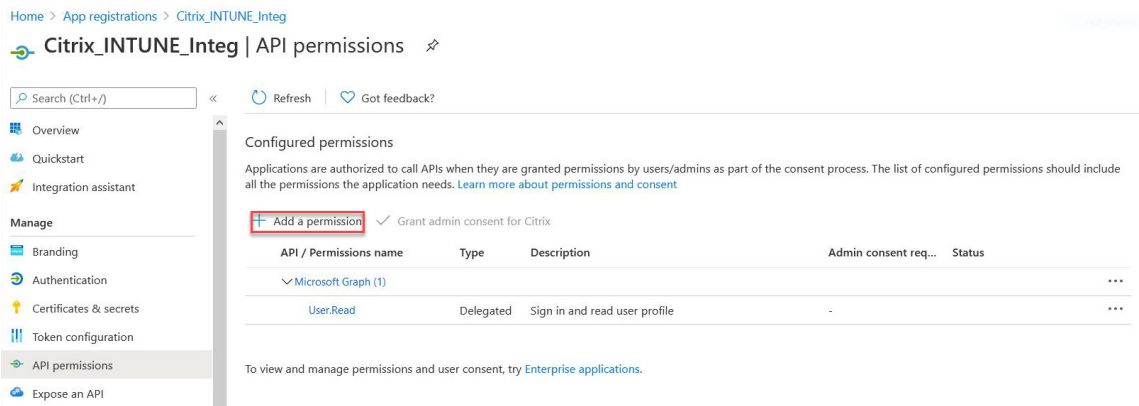 Home > App registrations > Citrix_INTUNE_Integ
Citrix_INTUNE_Integ | API permissions
Search (Ctrl+/)
«
Refresh
Got feedback?
Overview
Quickstart
Integration assistant
Manage
Branding
Authentication
Certificates & secrets
Token configuration
API permissions
Expose an API
Configured permissions
Applications are authorized to call APIs when they are granted permissions by users/admins as part of the consent process. The list of configured permissions should include
all the permissions the application needs. Learn more about permissions and consent
+ Add a permission Grant admin consent for Citrix
API / Permissions name Type Description Admin consent req... Status
Microsoft Graph (1) ...
User.Read Delegated Sign in and read user profile - ...
To view and manage permissions and user consent, try Enterprise applications.